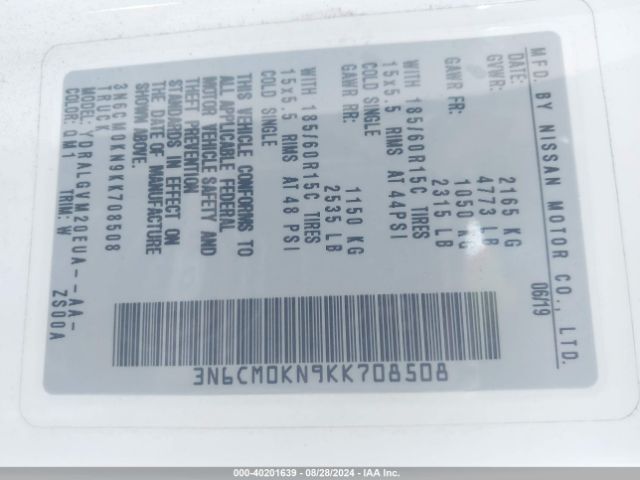 MFD. BY NISSAN MOTOR CO., LTD.
DATE: 06/19
GVWR: 2165 KG
4773 LB
GAWR FR: 1050 KG
2315 LB
WITH 185/60R15C TIRES
15x5.5 RIMS AT 44PSI
COLD SINGLE
GAWR RR: 1150 KG
2535 LB
WITH 185/60R15C TIRES
15x5.5 RIMS AT 48 PSI
COLD SINGLE
THIS VEHICLE CONFORMS TO
ALL APPLICABLE FEDERAL
MOTOR VEHICLE SAFETY AND
THEFT PREVENTION
STANDARDS IN EFFECT ON
THE DATE OF MANUFACTURE
SHOWN ABOVE.
3N6CM0KN9KK708508
TRUCK
MODEL YDRALGVM20EUA--AA-
COLOR: QM1 TRIM: W ZS00A
3N6CM0KN9KK708508
000-40201639 - 08/28/2024 - IAA Inc.